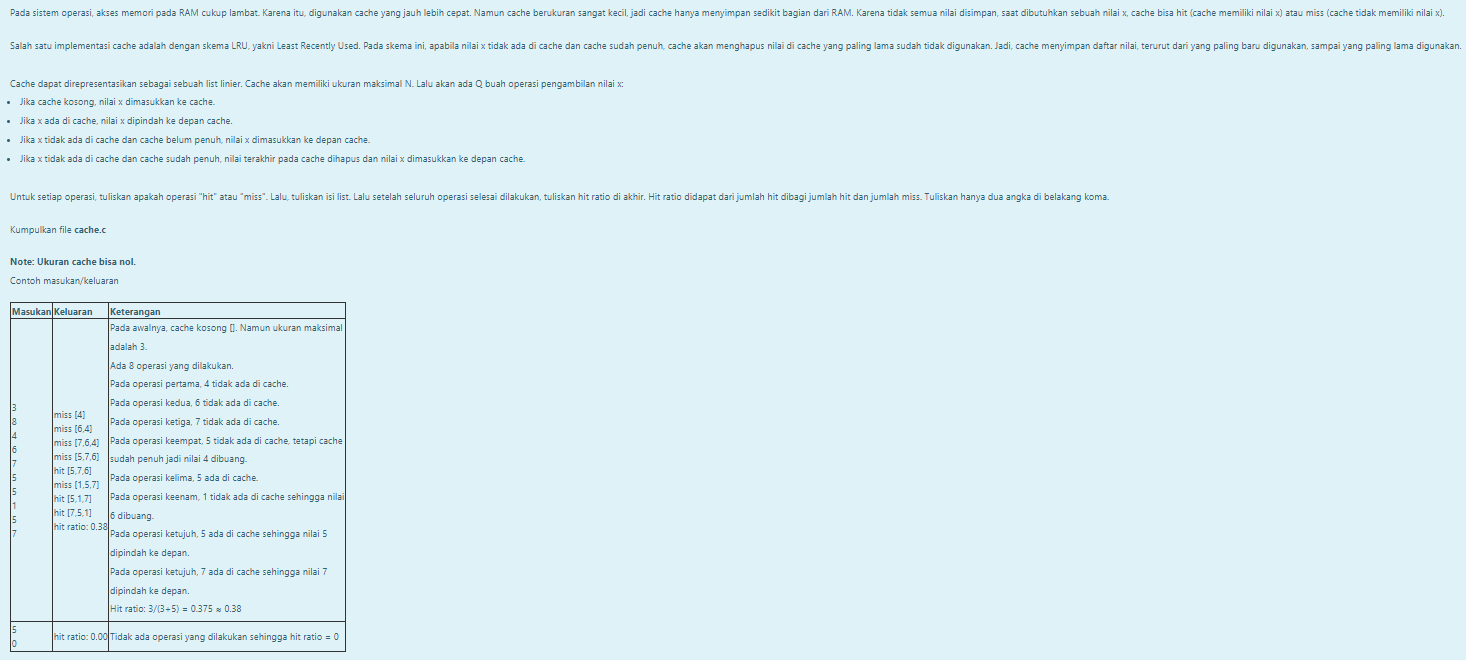 Pada sistem operasi, akses memori pada RAM cukup lambat. Karena itu, digunakan cache yang jauh lebih cepat. Namun cache berukuran sangat kecil, jadi cache hanya menyimpan sedikit bagian dari RAM. Karena tidak semua nilai disimpan, saat dibutuhkan sebuah nilai x, cache bisa hit (cache memiliki nilai x) atau miss (cache tidak memiliki nilai x).
Salah satu implementasi cache adalah dengan skema LRU, yakni Least Recently Used. Pada skema ini, apabila nilai x tidak ada di cache dan cache sudah penuh, cache akan menghapus nilai di cache yang paling lama sudah tidak digunakan. Jadi, cache menyimpan daftar nilai, terurut dari yang paling baru digunakan, sampai yang paling lama digunakan.
Cache dapat direpresentasikan sebagai sebuah list linier. Cache akan memiliki ukuran maksimal N. Lalu akan ada Q buah operasi pengambilan nilai x:
• Jika cache kosong, nilai x dimasukkan ke cache.
• Jika x ada di cache, nilai x dipindah ke depan cache.
• Jika x tidak ada di cache dan cache belum penuh, nilai x dimasukkan ke depan cache.
• Jika x tidak ada di cache dan cache sudah penuh, nilai terakhir pada cache dihapus dan nilai x dimasukkan ke depan cache.
Untuk setiap operasi, tuliskan apakah operasi "hit" atau "miss". Lalu, tuliskan isi list. Lalu setelah seluruh operasi selesai dilakukan, tuliskan hit ratio di akhir. Hit ratio didapat dari jumlah hit dibagi jumlah hit dan jumlah miss. Tuliskan hanya dua angka di belakang koma.
Kumpulkan file cache.c
Note: Ukuran cache bisa nol.
Contoh masukan/keluaran
Masukan Keluaran Keterangan
3
8
4
6
7
5
5
1
5
7
miss [4]
miss [6,4]
miss [7,6,4]
miss [5,7,6]
hit [5,7,6]
miss [1,5,7]
hit [5,1,7]
hit [7,5,1]
hit ratio: 0.38
Pada awalnya, cache kosong []. Namun ukuran maksimal
adalah 3.
Ada 8 operasi yang dilakukan.
Pada operasi pertama, 4 tidak ada di cache.
Pada operasi kedua, 6 tidak ada di cache.
Pada operasi ketiga, 7 tidak ada di cache.
Pada operasi keempat, 5 tidak ada di cache, tetapi cache
sudah penuh jadi nilai 4 dibuang.
Pada operasi kelima, 5 ada di cache.
Pada operasi keenam, 1 tidak ada di cache sehingga nilai
6 dibuang.
Pada operasi ketujuh, 5 ada di cache sehingga nilai 5
dipindah ke depan.
Pada operasi ketujuh, 7 ada di cache sehingga nilai 7
dipindah ke depan.
Hit ratio: 3/(3+5) = 0.375 ≈ 0.38
5
0
hit ratio: 0.00
Tidak ada operasi yang dilakukan sehingga hit ratio = 0